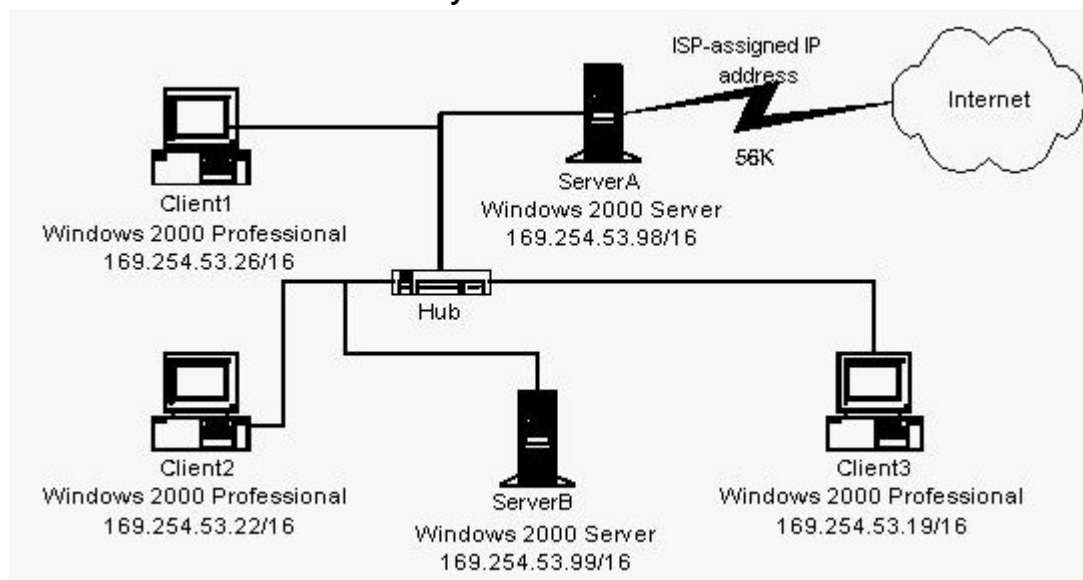 ISP-assigned IP
address
Internet
56K
Client1
Windows 2000 Professional
169.254.53.26/16
ServerA
Windows 2000 Server
169.254.53.98/16
Hub
Client2
Windows 2000 Professional
169.254.53.22/16
ServerB
Windows 2000 Server
169.254.53.99/16
Client3
Windows 2000 Professional
169.254.53.19/16